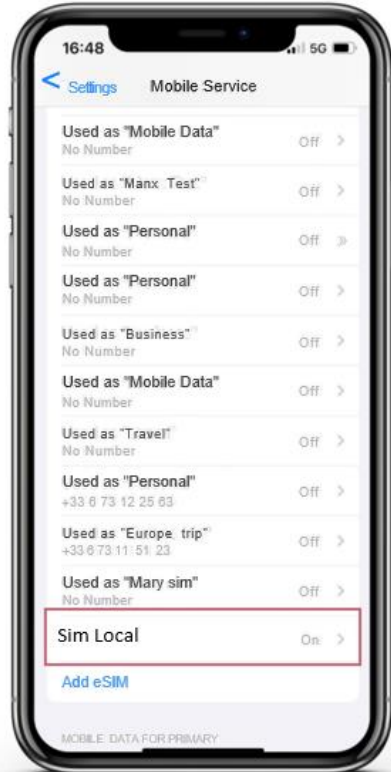 16:48
5G
< Settings Mobile Service
Used as "Mobile Data"
No Number
Off >
Used as "Manx Test"
No Number
Off >
Used as "Personal"
No Number
Off >
Used as "Personal"
No Number
Off >
Used as "Business"
No Number
Off >
Used as "Mobile Data"
No Number
Off >
Used as "Travel"
No Number
Off >
Used as "Personal"
+33 6 73 12 25 63
Off >
Used as "Europe trip"
+33 6 73 11 51 23
Off >
Used as "Mary sim"
No Number
Off >
Sim Local
On >
Add eSIM
MOBILE DATA FOR PRIMARY